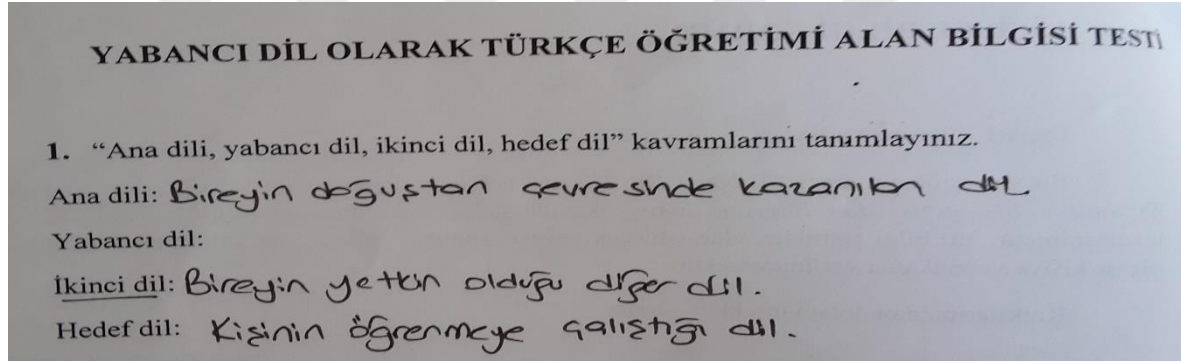 YABANCI DİL OLARAK TÜRKÇE ÖĞRETİMİ ALAN BİLGİSİ TESTİ
1. “Ana dili, yabancı dil, ikinci dil, hedef dil” kavramlarını tanımlayınız.
Ana dili: Bireyin doğuştan çevresinde kazanılan dil
Yabancı dil:
İkinci dil: Bireyin yetkin olduğu diğer dil.
Hedef dil: Kişinin öğrenmeye çalıştığı dil.